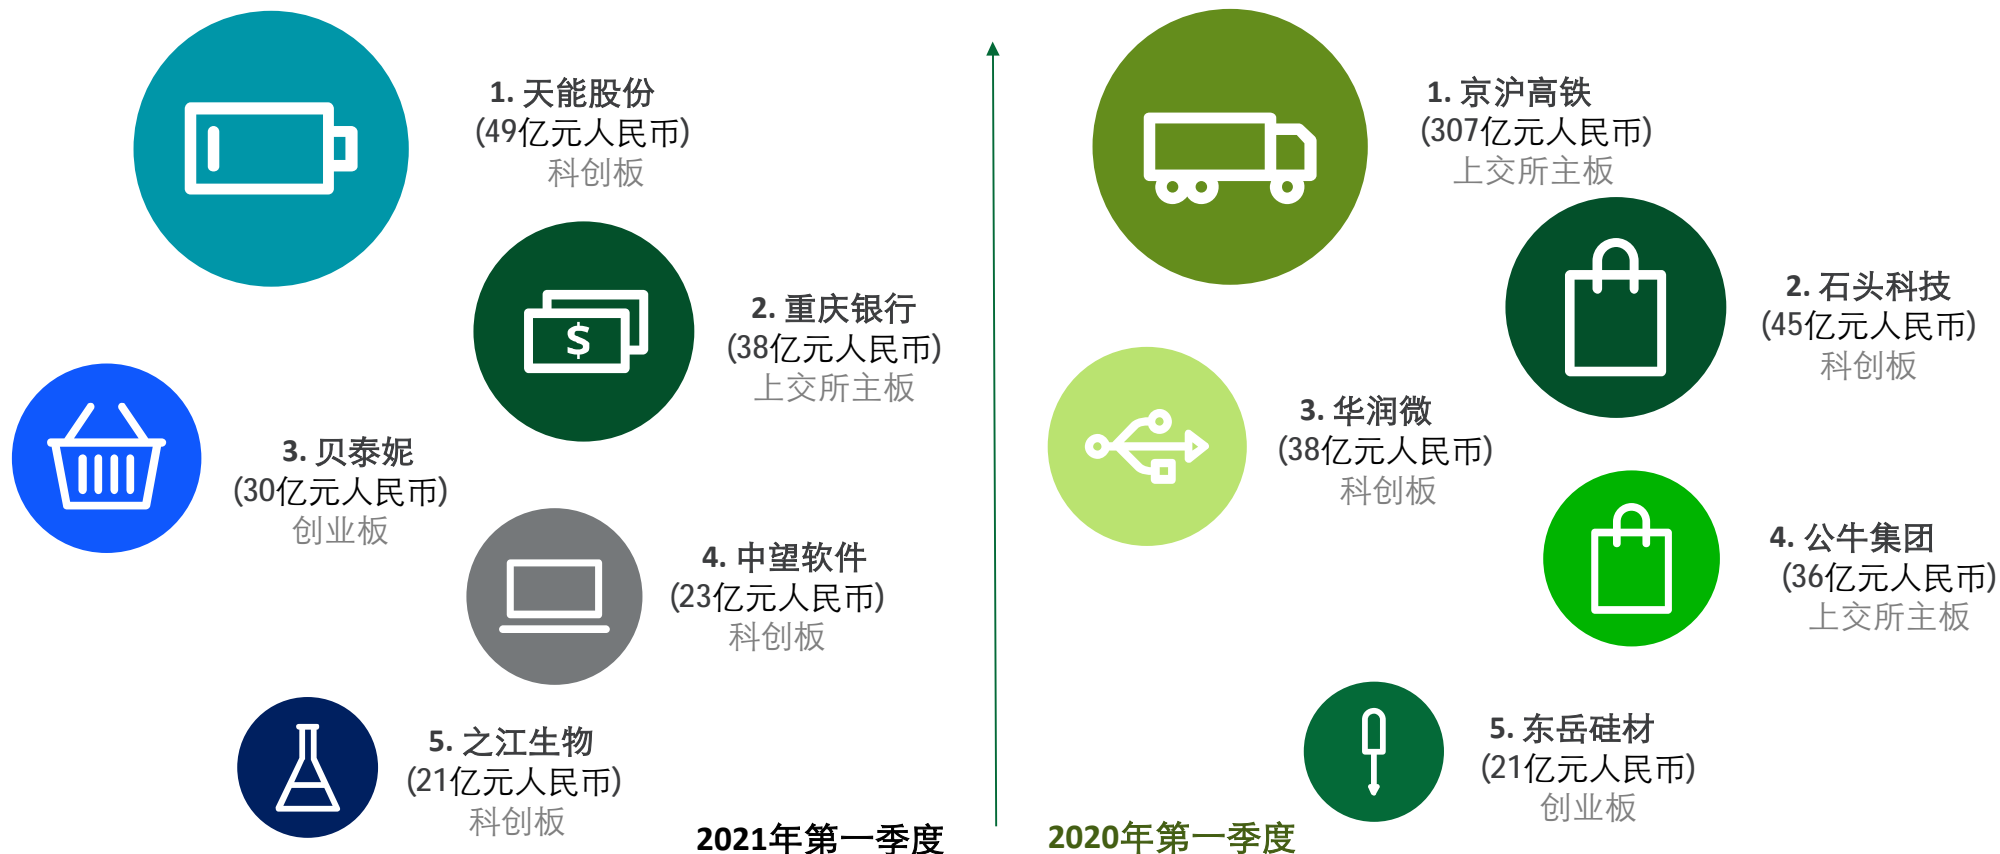 1. 天能股份
(49亿元人民币)
科创板
2. 重庆银行
(38亿元人民币)
上交所主板
$
3. 贝泰妮
(30亿元人民币)
创业板
4. 中望软件
(23亿元人民币)
科创板
5. 之江生物
(21亿元人民币)
科创板
2021年第一季度
1. 京沪高铁
(307亿元人民币)
上交所主板
2. 石头科技
(45亿元人民币)
科创板
3. 华润微
(38亿元人民币)
科创板
4. 公牛集团
(36亿元人民币)
上交所主板
5. 东岳硅材
(21亿元人民币)
创业板
2020年第一季度